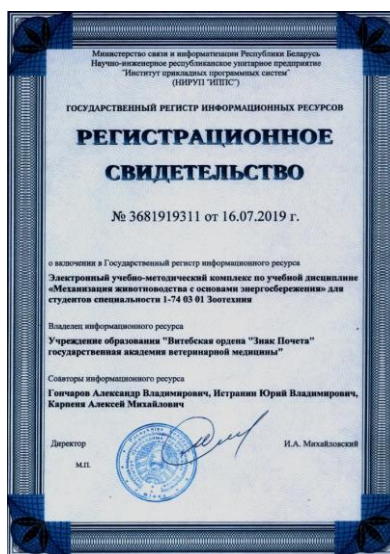 Министерство связи и информатизации Республики Беларусь
Научно-инженерное республиканское унитарное предприятие
"Институт прикладных программных систем"
(НИРУП "ИППС")
ГОСУДАРСТВЕННЫЙ РЕГИСТР ИНФОРМАЦИОННЫХ РЕСУРСОВ
РЕГИСТРАЦИОННОЕ
СВИДЕТЕЛЬСТВО
№ 3681919311 от 16.07.2019 г.
о включении в Государственный регистр информационного ресурса
Электронный учебно-методический комплекс по учебной дисциплине
«Механизация животноводства с основами энергосбережения» для
студентов специальности 1-74 03 01 Зоотехния
Владелец информационного ресурса
Учреждение образования "Витебская ордена "Знак Почета"
государственная академия ветеринарной медицины"
Соавторы информационного ресурса
Гончаров Александр Владимирович, Истранин Юрий Владимирович,
Карпеня Алексей Михайлович
Директор
И.А. Михайловский
М.П.